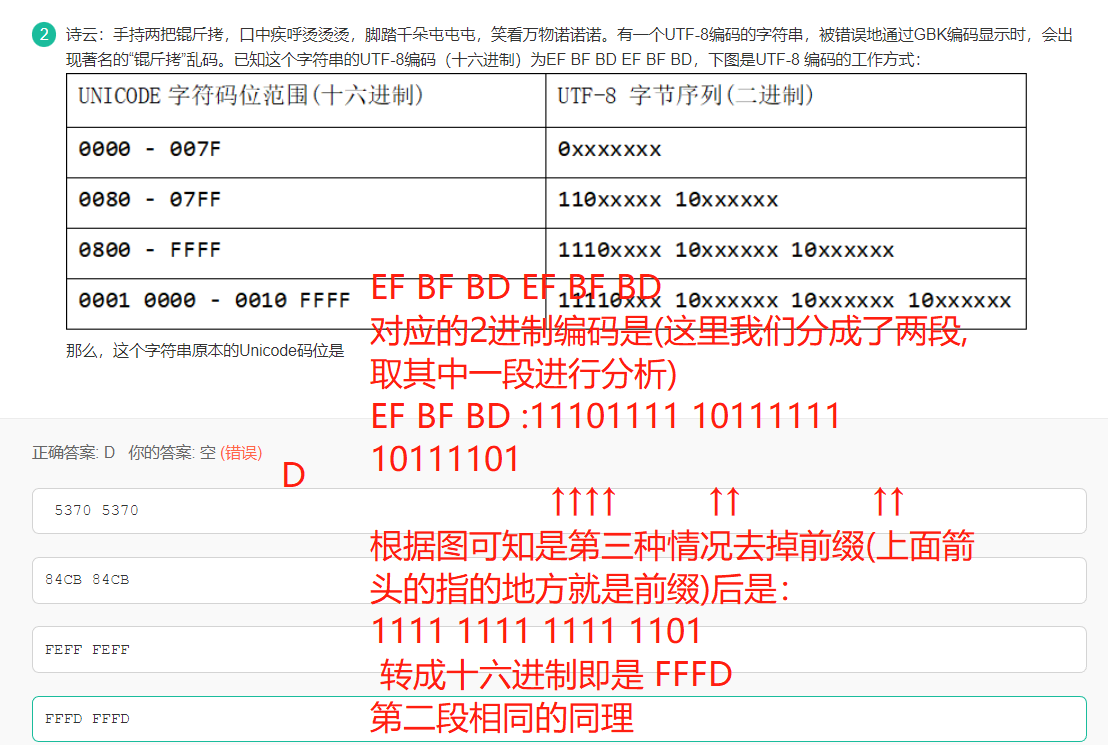 2 诗云：手持两把锟斤拷，口中疾呼烫烫烫，脚踏千朵屯屯屯，笑看万物诺诺诺。有一个UTF-8编码的字符串，被错误地通过GBK编码显示时，会出
现著名的“锟斤拷”乱码。已知这个字符串的UTF-8编码（十六进制）为EF BF BD EF BF BD，下图是UTF-8 编码的工作方式：
UNICODE 字符码位范围(十六进制) UTF-8 字节序列(二进制)
0000 - 007F 0xxxxxxx
0080 - 07FF 110xxxxx 10xxxxxx
0800 - FFFF 1110xxxx 10xxxxxx 10xxxxxx
EF BF BD EF BF BD
0001 0000 - 0010 FFFF 11110xxx 10xxxxxx 10xxxxxx 10xxxxxx
对应的2进制编码是(这里我们分成了两段,
那么，这个字符串原本的Unicode码位是
取其中一段进行分析)
EF BF BD :11101111 10111111
10111101
正确答案: D 你的答案: 空 (错误)
D
↑↑↑↑ ↑↑ ↑↑
5370 5370
根据图可知是第三种情况去掉前缀(上面箭
84CB 84CB
头的指的地方就是前缀)后是：
1111 1111 1111 1101
FEFF FEFF
转成十六进制即是 FFFD
FFFD FFFD
第二段相同的同理